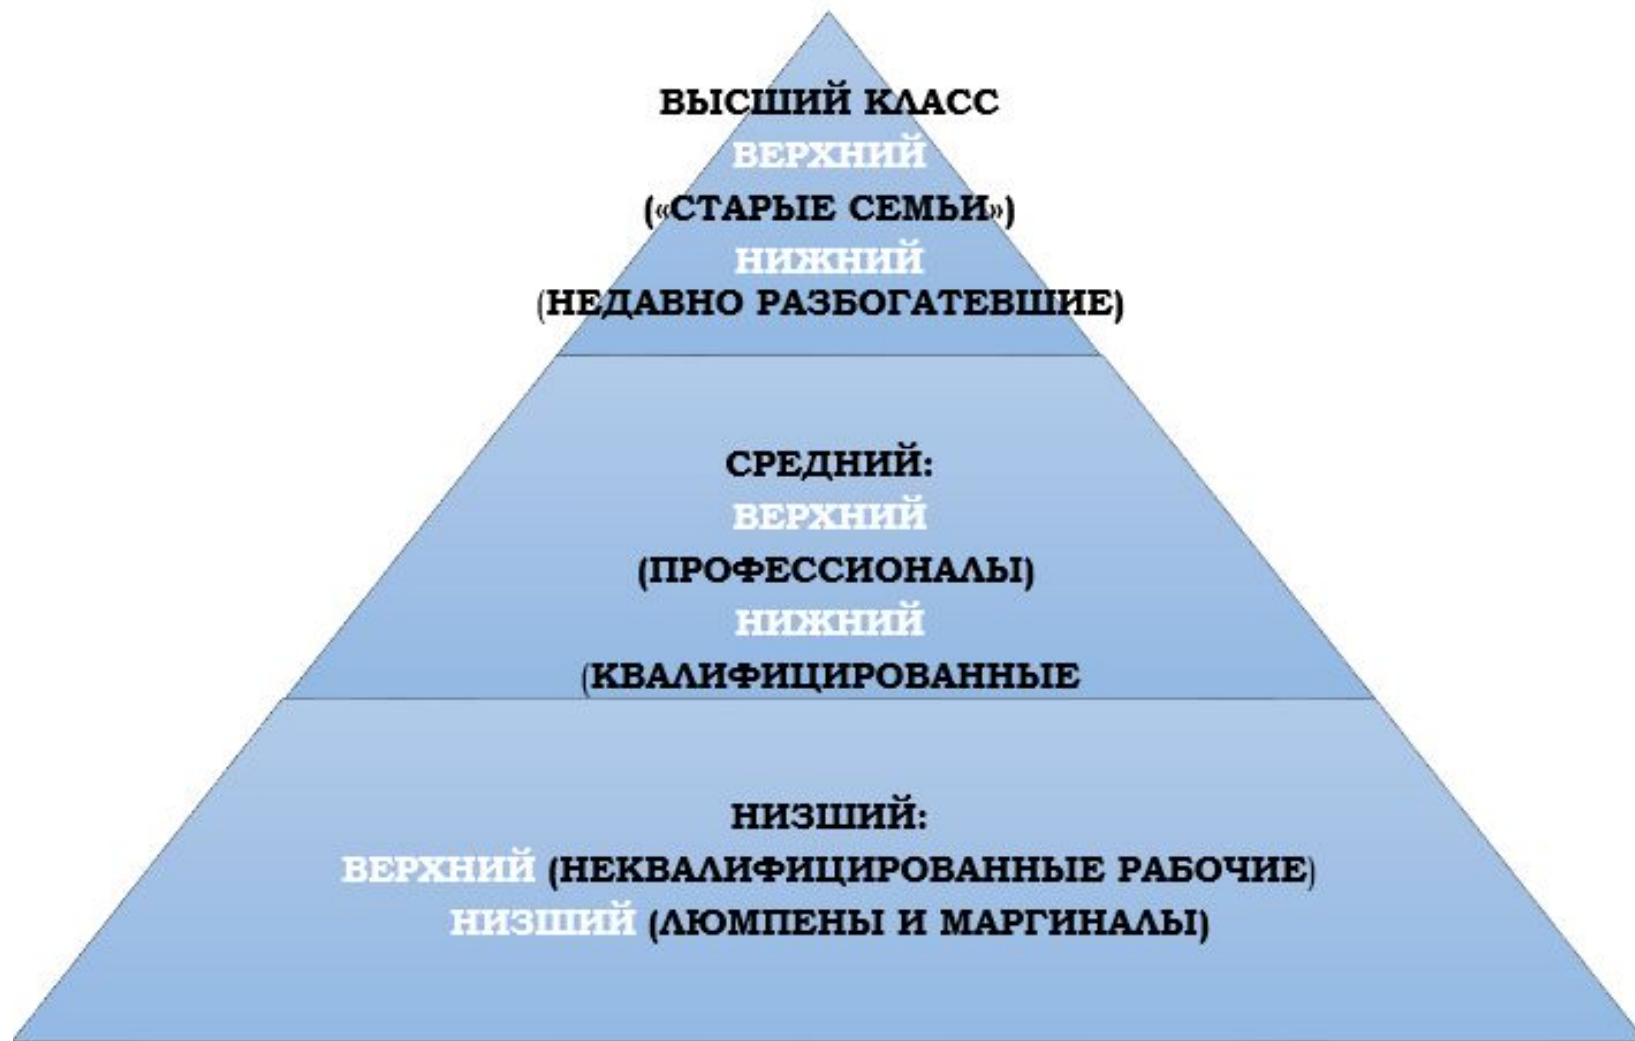 ВЫСШИЙ КЛАСС
ВЕРХНИЙ
(«СТАРЫЕ СЕМЬИ»)
НИЖНИЙ
(НЕДАВНО РАЗБОГАТЕВШИЕ)
СРЕДНИЙ:
ВЕРХНИЙ
(ПРОФЕССИОНАЛЫ)
НИЖНИЙ
(КВАЛИФИЦИРОВАННЫЕ
НИЗШИЙ:
ВЕРХНИЙ (НЕКВАЛИФИЦИРОВАННЫЕ РАБОЧИЕ)
НИЗШИЙ (ЛЮМПЕНЫ И МАРГИНАЛЫ)